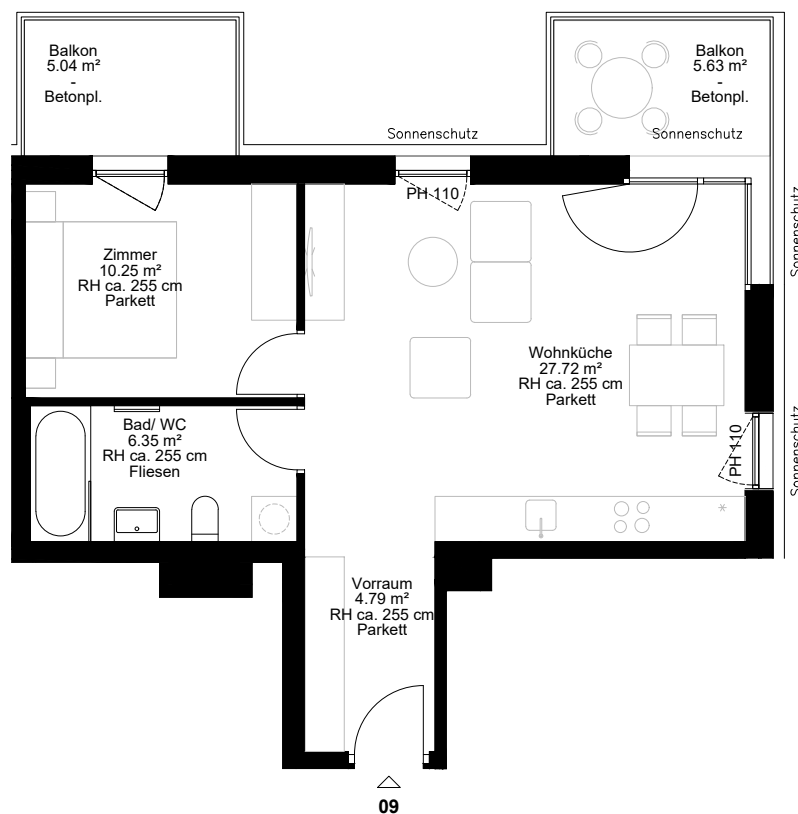 Balkon
5.04 m²
-
Betonpl.
Balkon
5.63 m²
-
Betonpl.
Sonnenschutz
Sonnenschutz
PH 110
Sonnenschutz
Zimmer
10.25 m²
RH ca. 255 cm
Parkett
Wohnküche
27.72 m²
RH ca. 255 cm
Parkett
Bad/ WC
6.35 m²
RH ca. 255 cm
Fliesen
PH 110
Sonnenschutz
Vorraum
4.79 m²
RH ca. 255 cm
Parkett
09